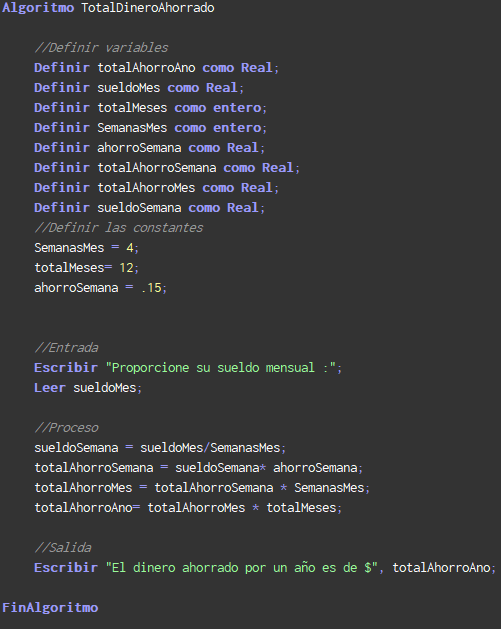 Algoritmo TotalDineroAhorrado
//Definir variables
Definir totalAhorroAno como Real;
Definir sueldoMes como Real;
Definir totalMeses como entero;
Definir SemanasMes como entero;
Definir ahorroSemana como Real;
Definir totalAhorroSemana como Real;
Definir TotalAhorroMes como Real;
Definir sueldoSemana como Real;
//Definir las constantes
SemanasMes = 4;
totalMeses= 12;
ahorroSemana = .15;
//Entrada
Escribir "Proporcione su sueldo mensual :";
Leer sueldoMes;
//Proceso
sueldoSemana = sueldoMes/SemanasMes;
totalAhorroSemana = sueldoSemana* ahorroSemana;
totalAhorroMes = totalAhorroSemana * SemanasMes;
totalAhorroAno= totalAhorroMes * totalMeses;
//Salida
Escribir "El dinero ahorrado por un año es de $", totalAhorroAno;
FinAlgoritmo